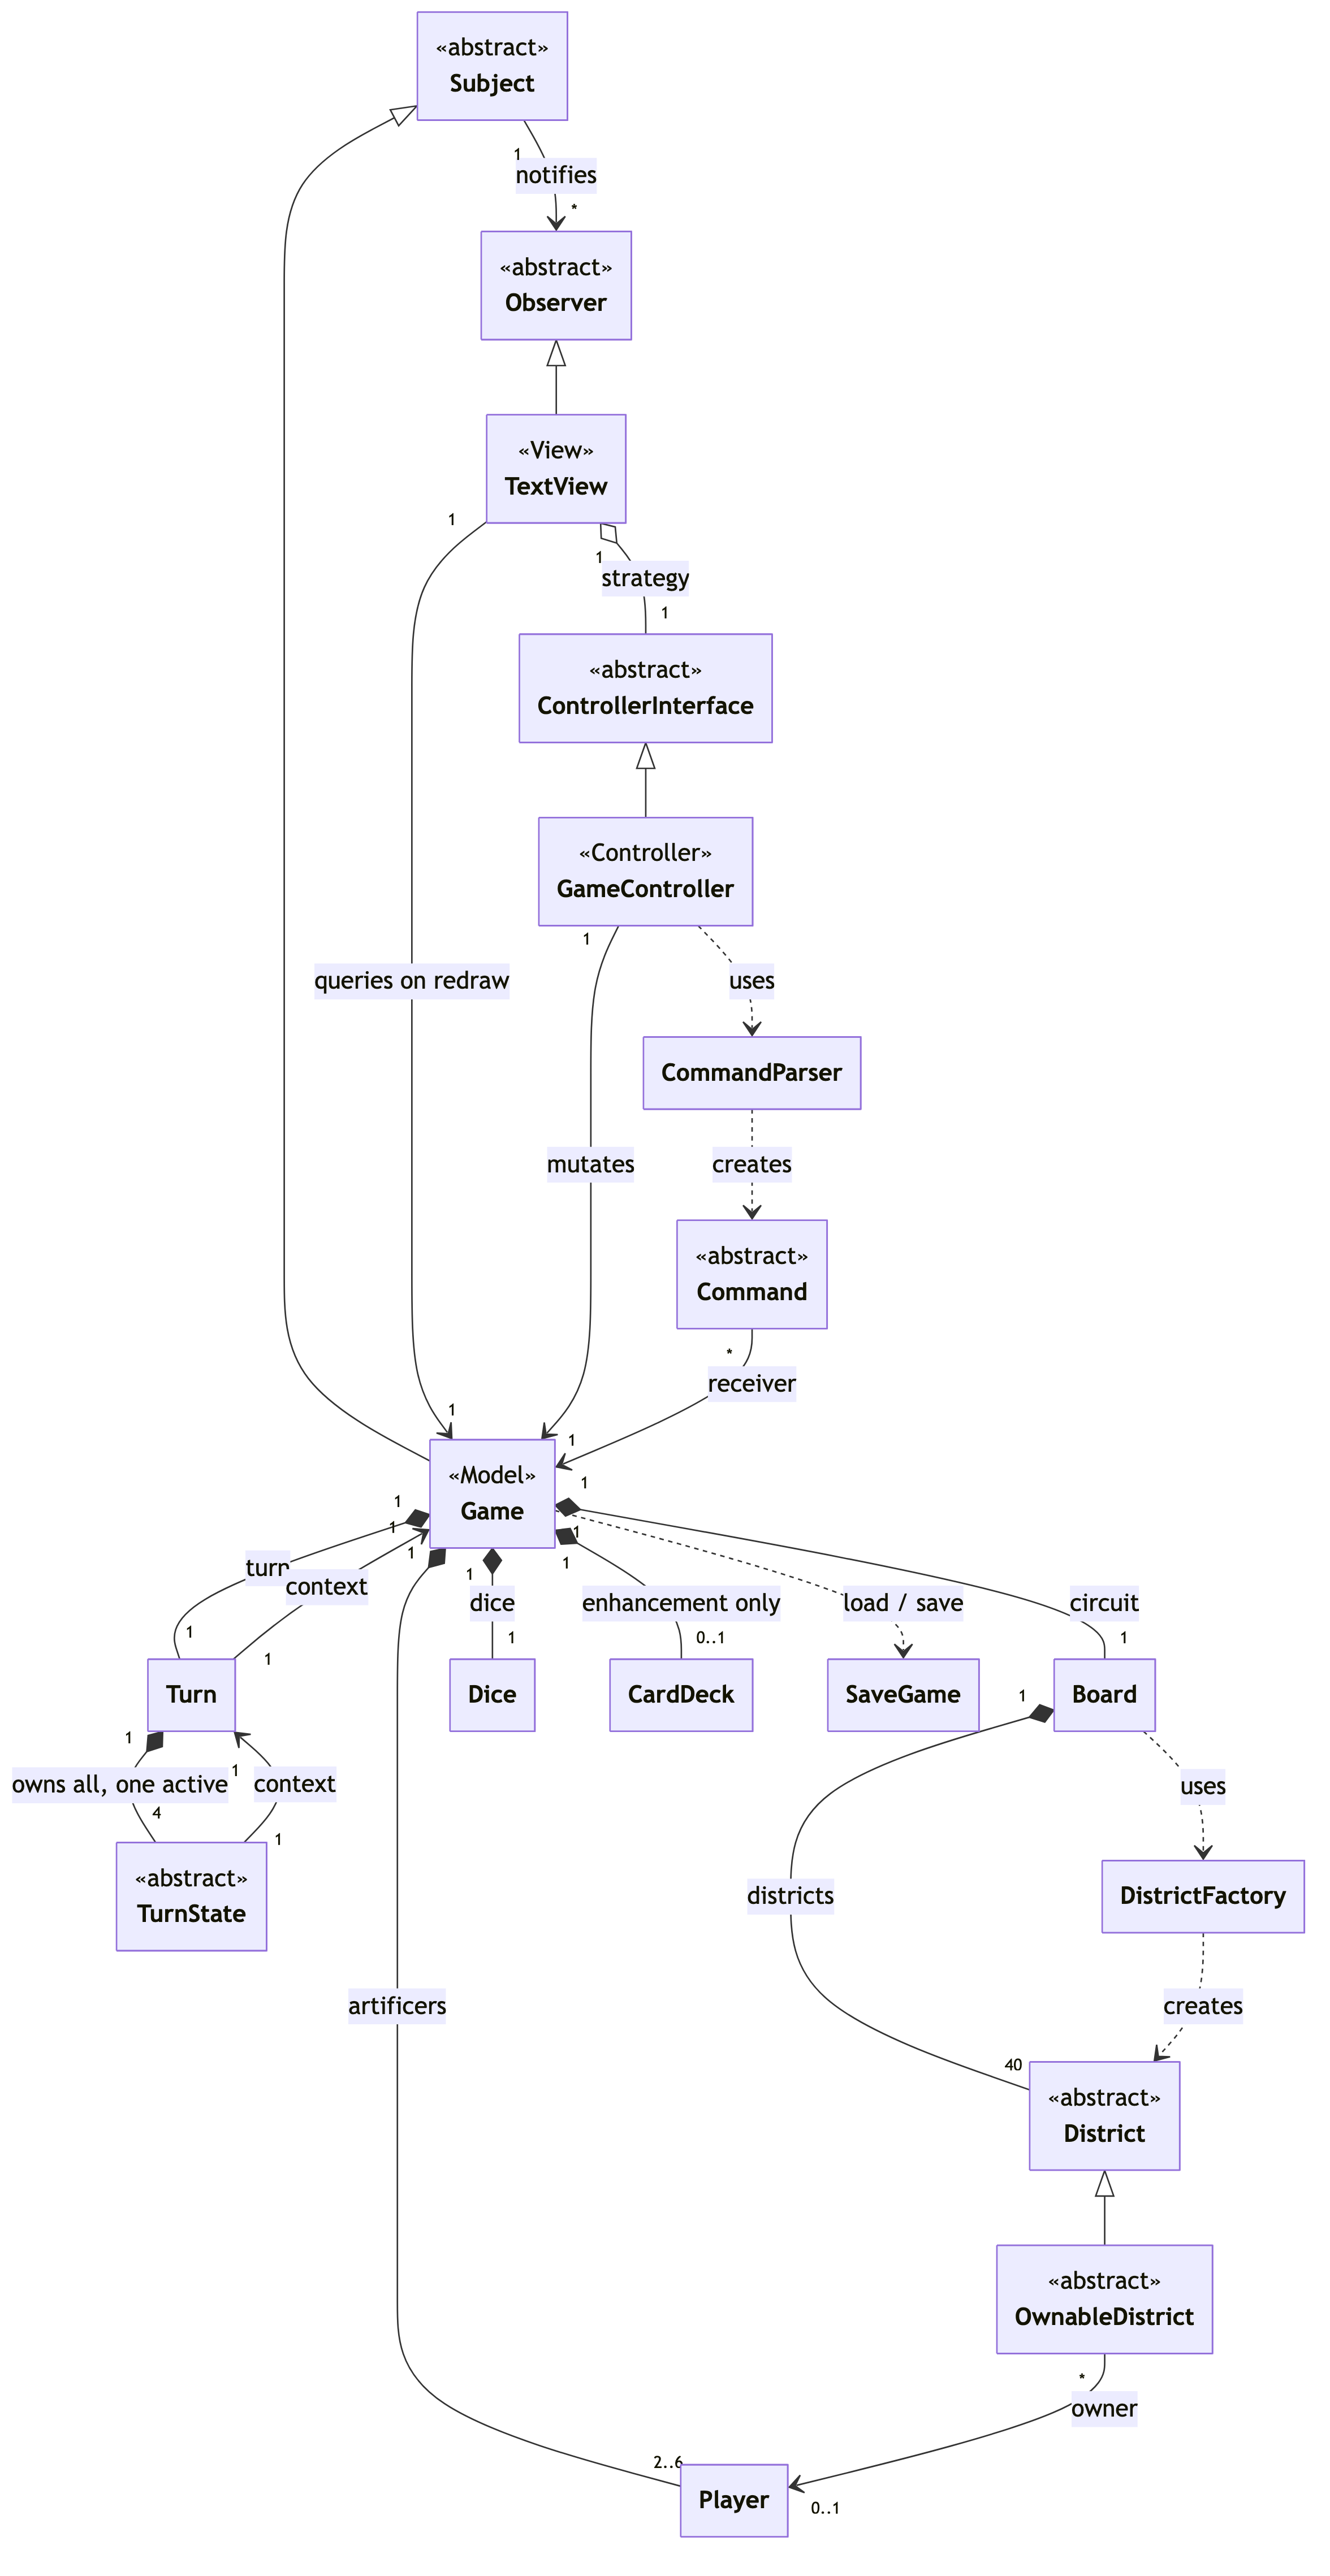 «abstract»
Subject
1
notifies
*
«abstract»
Observer
«View»
TextView
1
1
strategy
1
«abstract»
ControllerInterface
«Controller»
GameController
1
queries on redraw
uses
CommandParser
mutates
creates
«abstract»
Command
*
receiver
1
1
«Model»
Game
1
1
1
1
1
1
1
turn
context
dice
enhancement only
load / save
circuit
1
1
1
0..1
1
Turn
Dice
CardDeck
SaveGame
Board
1
1
1
owns all, one active
context
uses
4
1
«abstract»
TurnState
districts
DistrictFactory
artificers
creates
40
«abstract»
District
«abstract»
OwnableDistrict
*
owner
2..6
Player
0..1